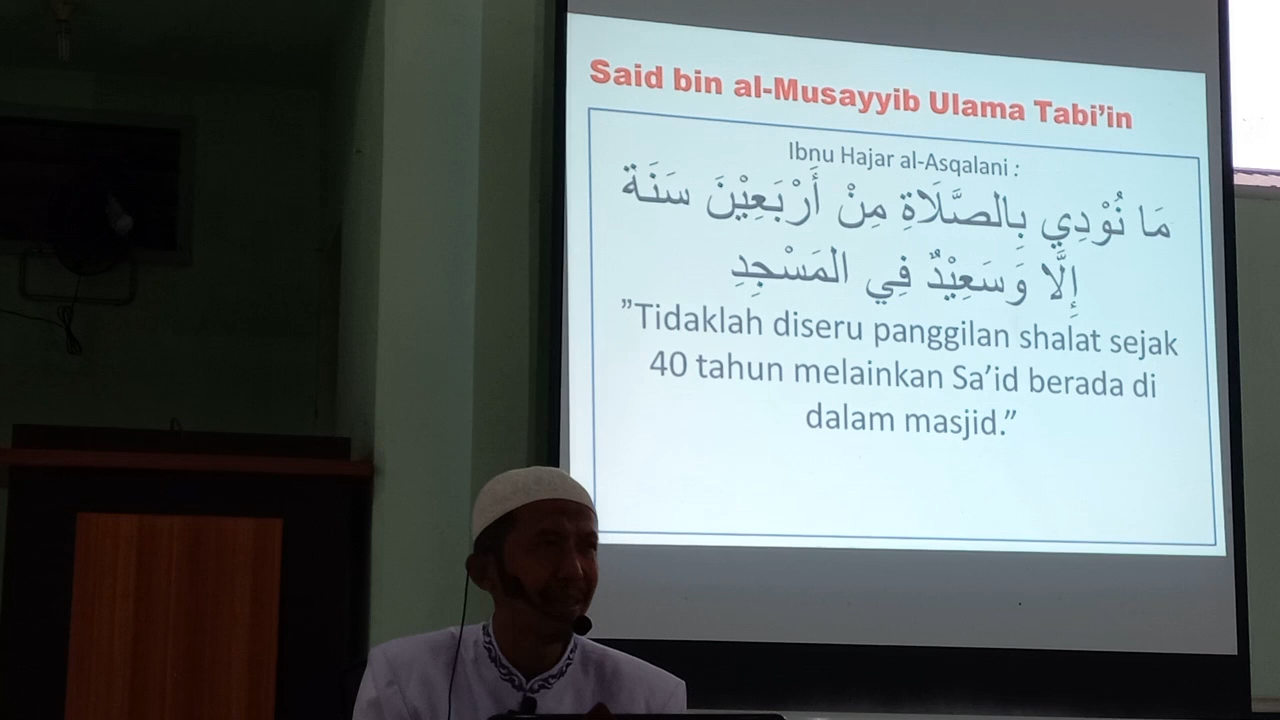 Said bin al-Musayyib Ulama Tabi'in
Ibnu Hajar al-Asqalani :
مَا نُوْدِي بِالصَّلَاةِ مِنْ أَرْبَعِيْنَ سَنَة
إِلَّا وَسَعِيْدٌ فِي المَسْجِدِ
”Tidaklah diseru panggilan shalat sejak
40 tahun melainkan Sa’id berada di
dalam masjid.”